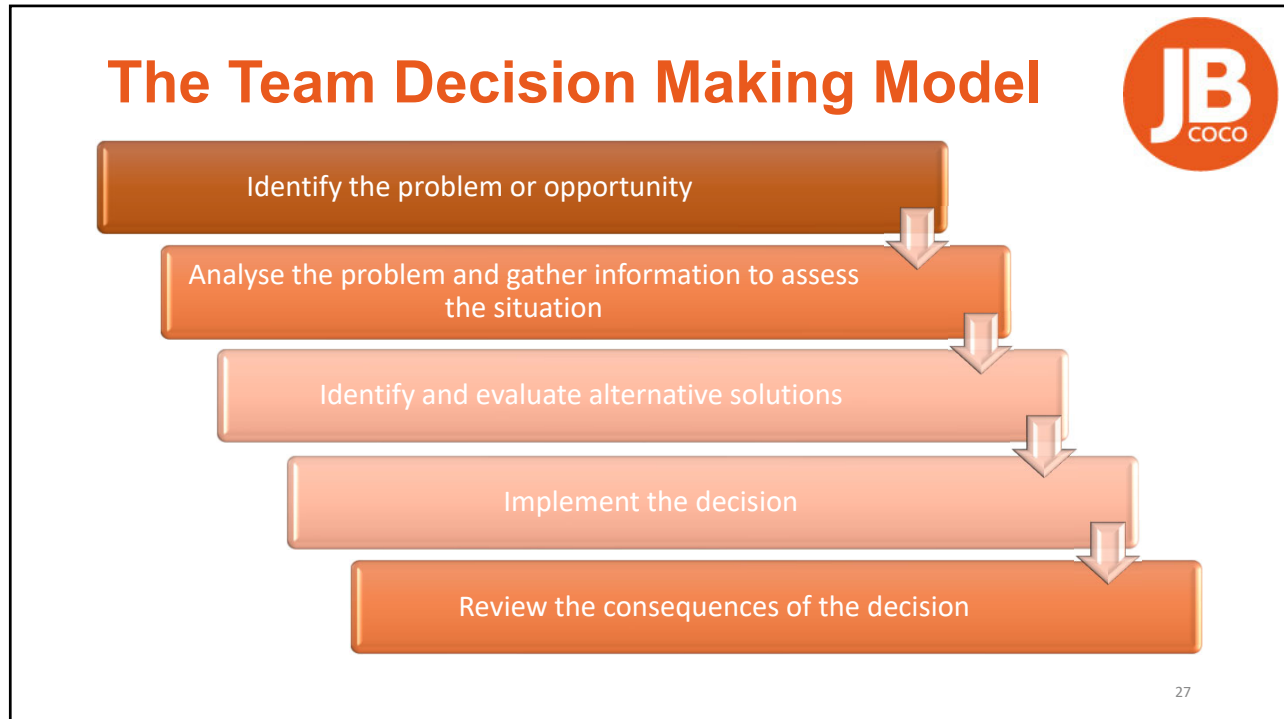 The Team Decision Making Model
JB
COCO
Identify the problem or opportunity
Analyse the problem and gather information to assess
the situation
Identify and evaluate alternative solutions
Implement the decision
Review the consequences of the decision
27